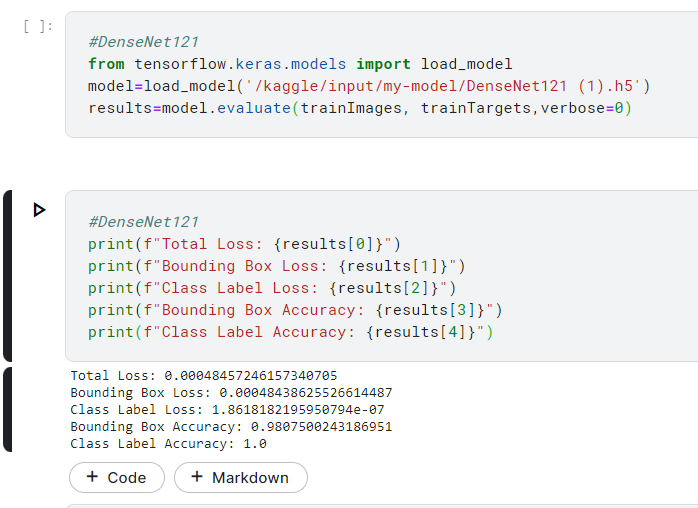 [ ]:
#DenseNet121
from tensorflow.keras.models import load_model
model=load_model('/kaggle/input/my-model/DenseNet121 (1).h5')
results=model.evaluate(trainImages, trainTargets,verbose=0)
#DenseNet121
print(f"Total Loss: {results[0]}")
print(f"Bounding Box Loss: {results[1]}")
print(f"Class Label Loss: {results[2]}")
print(f"Bounding Box Accuracy: {results[3]}")
print(f"Class Label Accuracy: {results[4]}")
Total Loss: 0.00048457246157340705
Bounding Box Loss: 0.00048438625526614487
Class Label Loss: 1.8618182195950794e-07
Bounding Box Accuracy: 0.9807500243186951
Class Label Accuracy: 1.0
+ Code + Markdown